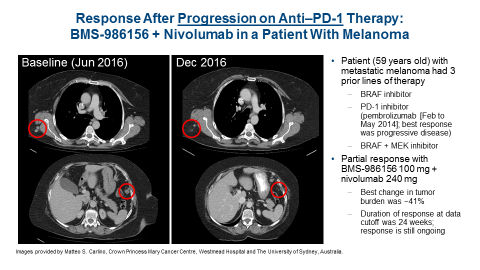 Response After Progression on Anti–PD-1 Therapy:
BMS-986156 + Nivolumab in a Patient With Melanoma
Baseline (Jun 2016)
Dec 2016
• Patient (59 years old) with
metastatic melanoma had 3
prior lines of therapy
– BRAF inhibitor
– PD-1 inhibitor
(pembrolizumab [Feb to
May 2014]; best response
was progressive disease)
– BRAF + MEK inhibitor
• Partial response with
BMS-986156 100 mg +
nivolumab 240 mg
– Best change in tumor
burden was −41%
– Duration of response at data
cutoff was 24 weeks;
response is still ongoing
Images provided by Matteo S. Carlino, Crown Princess Mary Cancer Centre, Westmead Hospital and The University of Sydney, Australia.